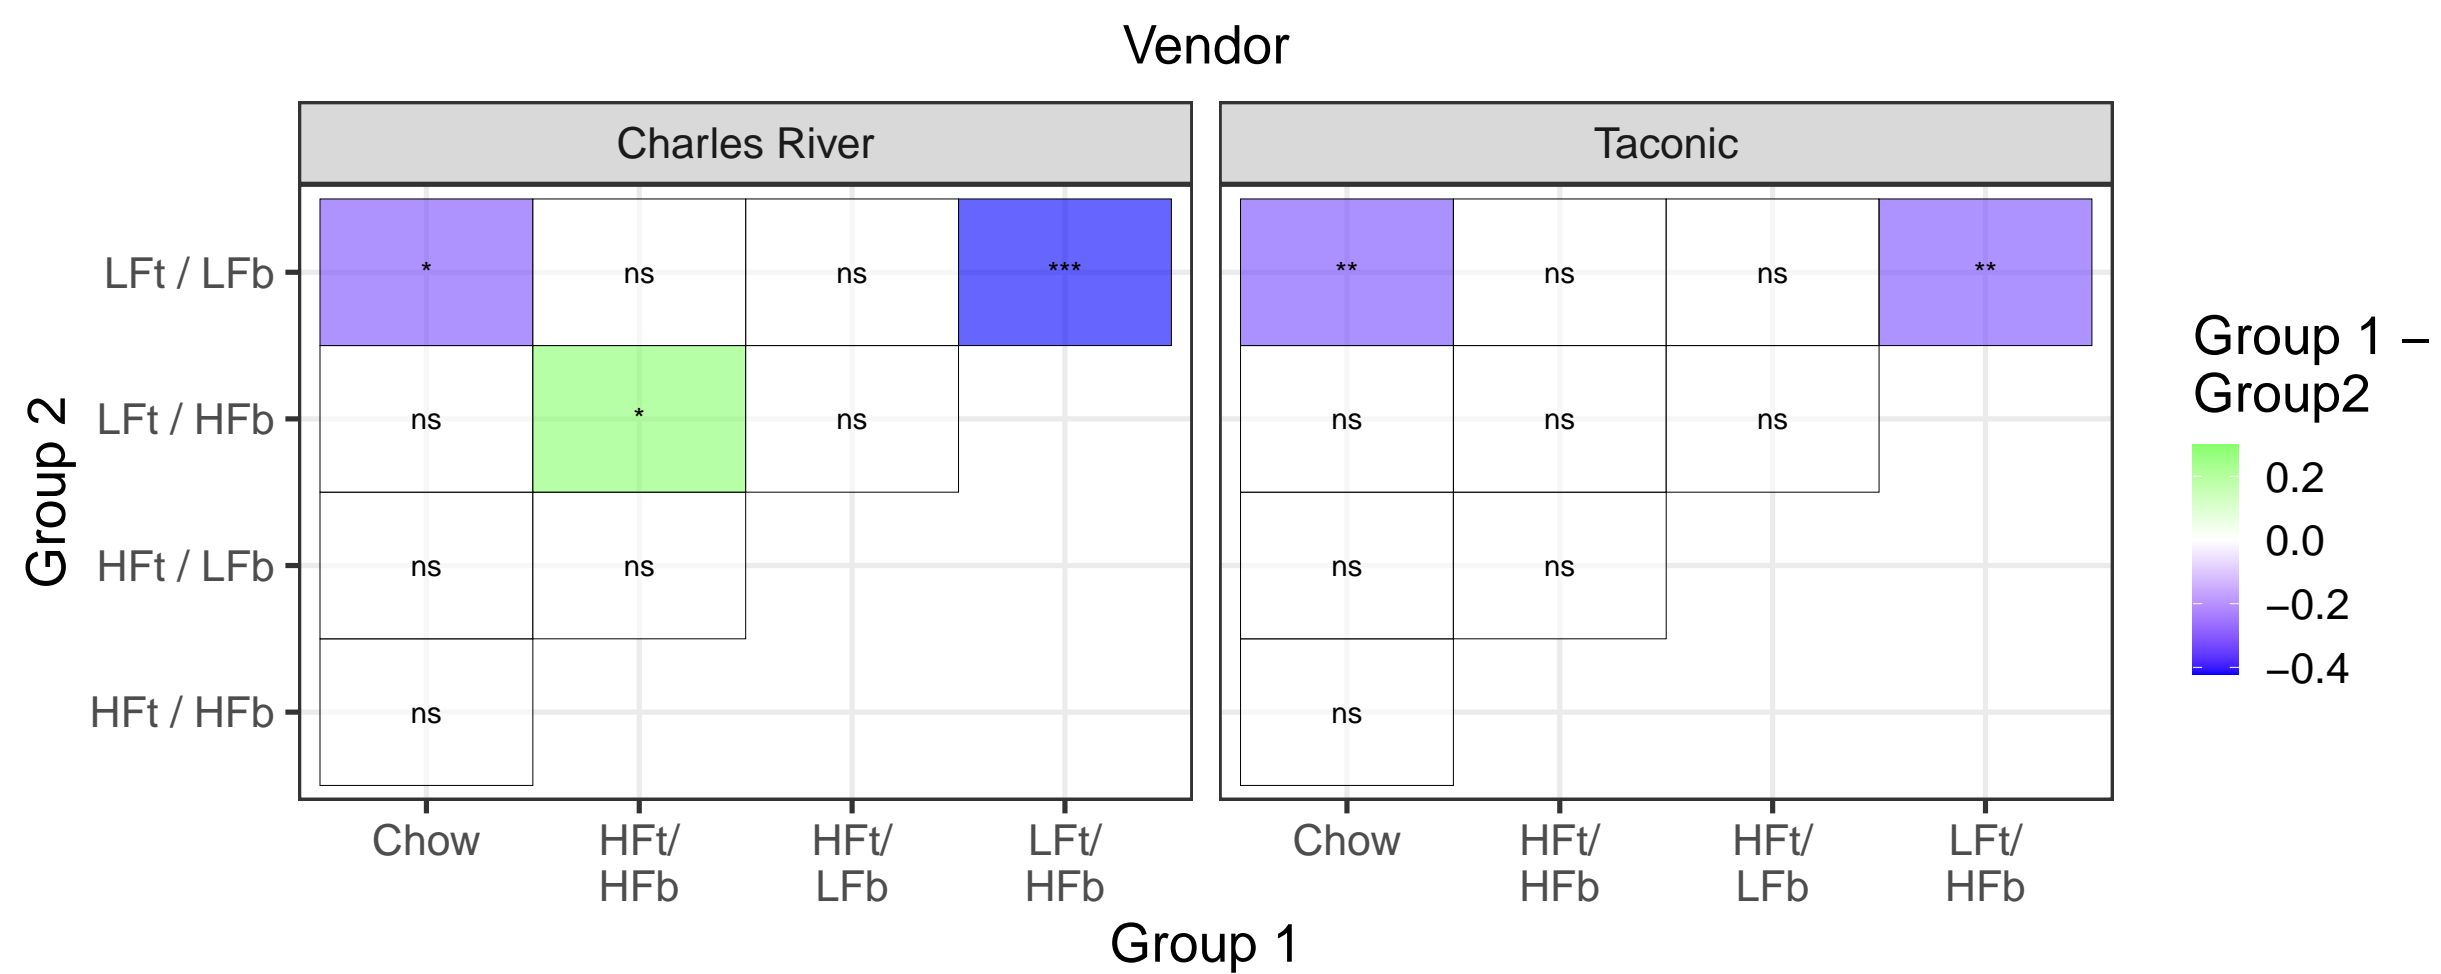 Vendor
Charles River
Taconic
Group 2
LFt / LFb
* ns ns *** ** ns ns **
LFt / HFb
ns * ns ns ns ns
HFt / LFb
ns ns ns ns
HFt / HFb
ns ns
Chow HFt/ HFt/ LFt/ Chow HFt/ HFt/ LFt/
HFb LFb HFb HFb LFb HFb
Group 1
Group 1 –
Group2
0.2
0.0
−0.2
−0.4